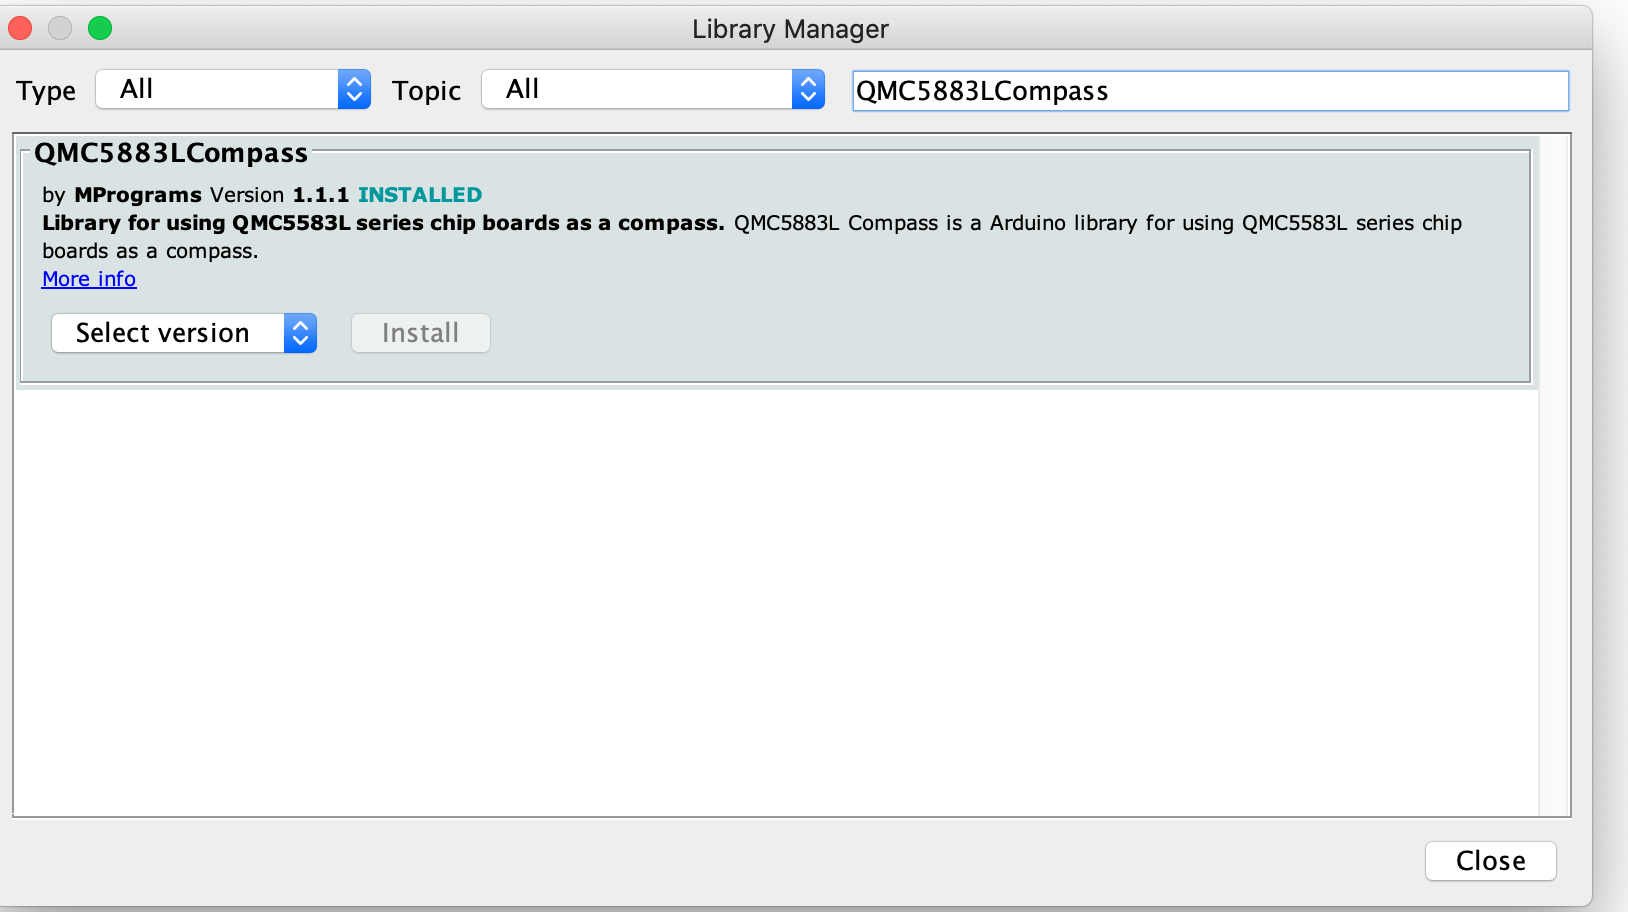 Library Manager
Type All Topic All QMC5883LCompass
QMC5883LCompass
by MPrograms Version 1.1.1 INSTALLED
Library for using QMC5583L series chip boards as a compass. QMC5883L Compass is a Arduino library for using QMC5583L series chip
boards as a compass.
More info
Select version Install
Close